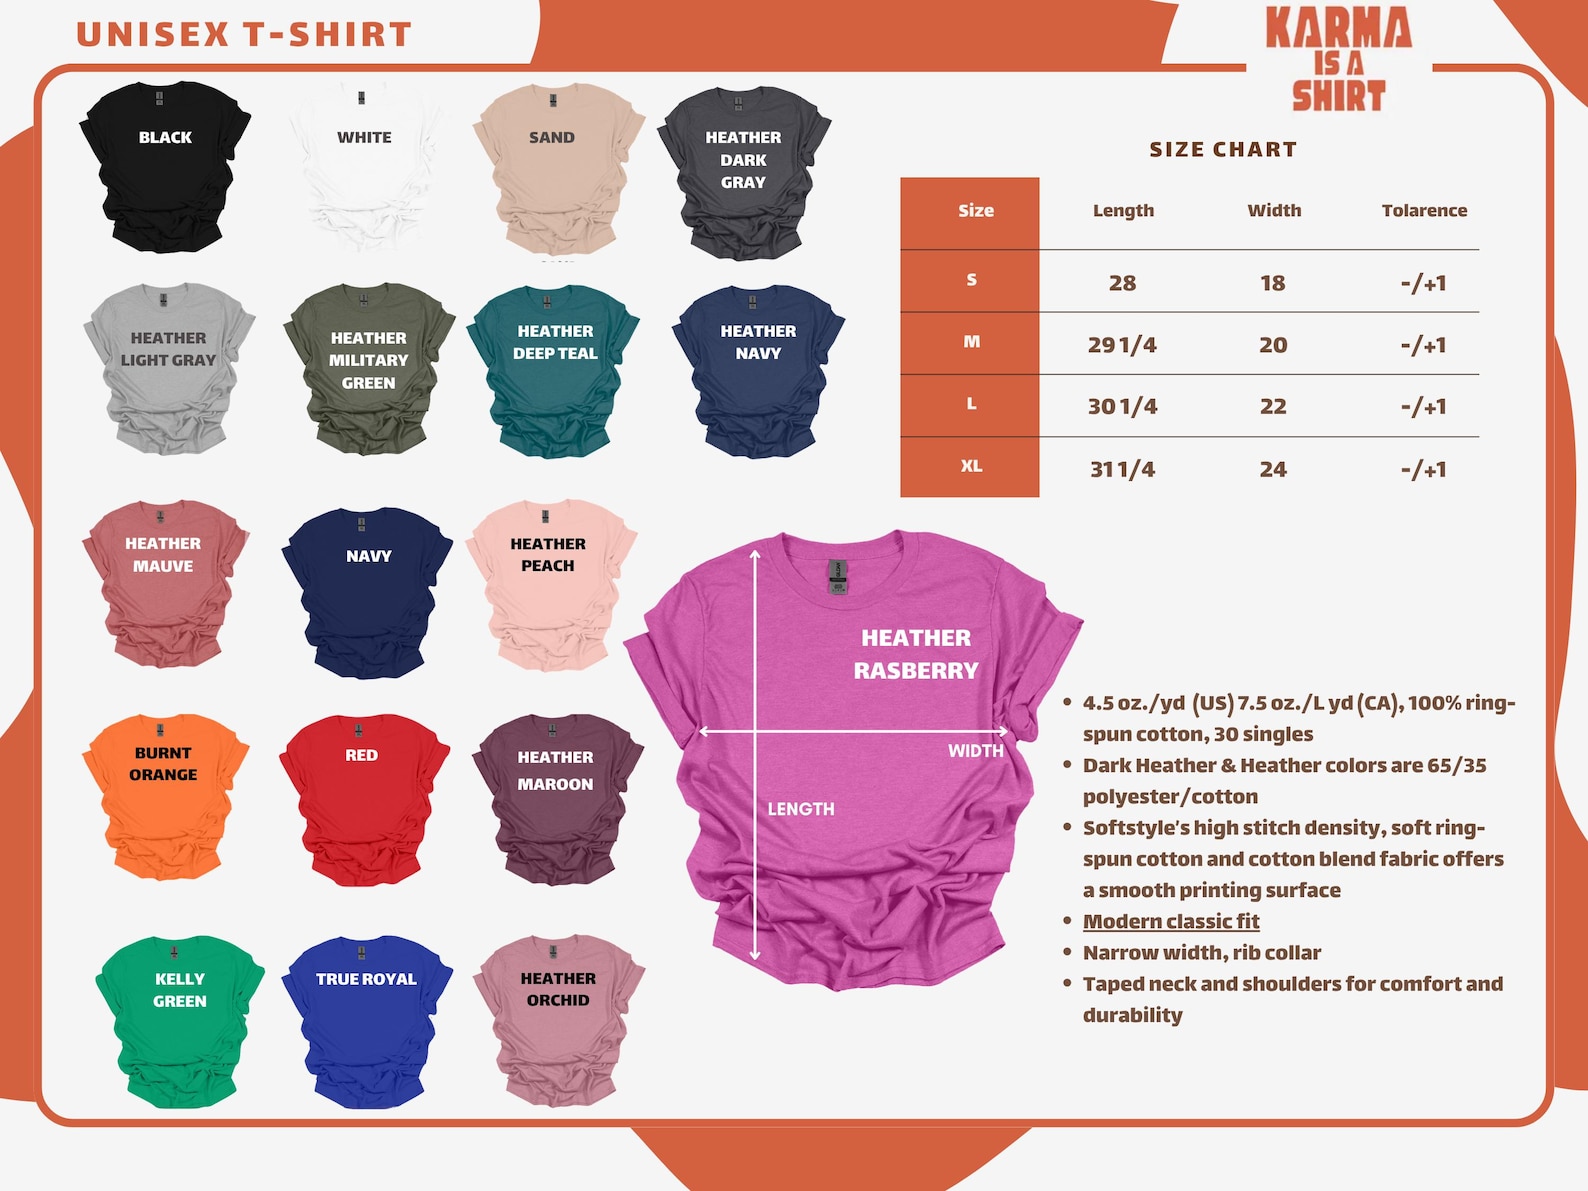 UNISEX T-SHIRT
KARMA
IS A
SHIRT
BLACK
WHITE
SAND
HEATHER
DARK
GRAY
HEATHER
LIGHT GRAY
HEATHER
MILITARY
GREEN
HEATHER
DEEP TEAL
HEATHER
NAVY
HEATHER
MAUVE
NAVY
HEATHER
PEACH
BURNT
ORANGE
RED
HEATHER
MAROON
KELLY
GREEN
TRUE ROYAL
HEATHER
ORCHID
SIZE CHART
Size Length Width Tolarence
S 28 18 -/+1
M 29 1/4 20 -/+1
L 30 1/4 22 -/+1
XL 31 1/4 24 -/+1
HEATHER
RASBERRY
WIDTH
LENGTH
• 4.5 oz./yd (US) 7.5 oz./L yd (CA), 100% ring-
spun cotton, 30 singles
• Dark Heather & Heather colors are 65/35
polyester/cotton
• Softstyle's high stitch density, soft ring-
spun cotton and cotton blend fabric offers
a smooth printing surface
• Modern classic fit
• Narrow width, rib collar
• Taped neck and shoulders for comfort and
durability